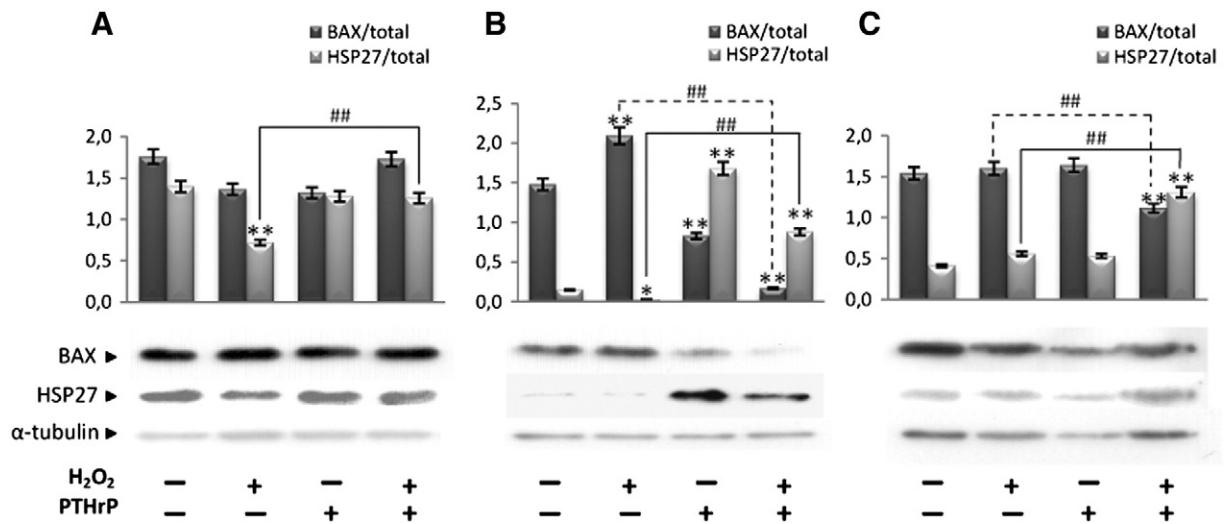 A
BAX/total
HSP27/total
##
2,0
1,5
1,0
0,5
0,0
**
B
BAX/total
HSP27/total
##
##
2,5
2,0
1,5
1,0
0,5
0,0
**
*
**
**
**
**
C
BAX/total
HSP27/total
##
##
2,0
1,5
1,0
0,5
0,0
**
**
BAX ►
HSP27 ►
α-tubulin ►
H₂O₂ − + − + − + − + − + − +
PTHrP − − + + − − + + − − + +